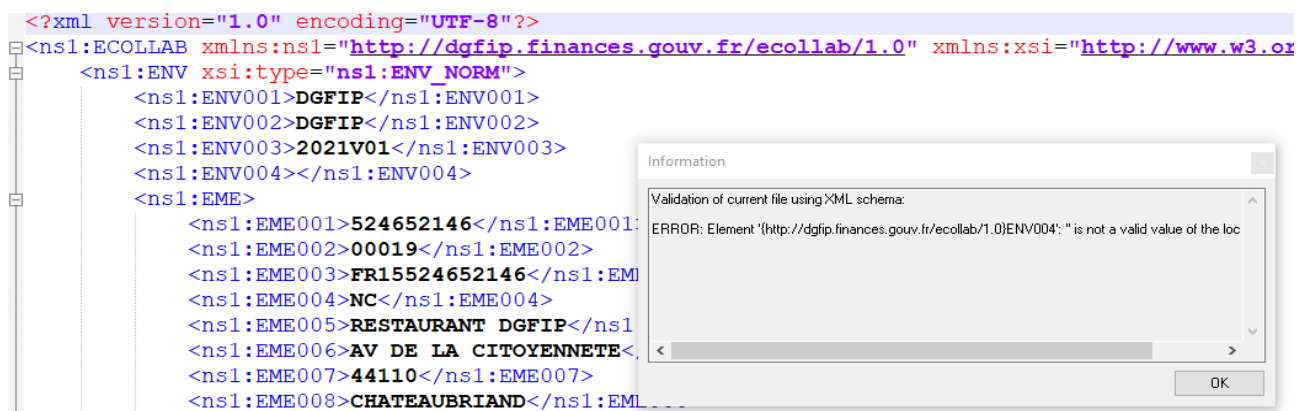 <?xml version="1.0" encoding="UTF-8"?>
<ns1:ECOLLAB xmlns:ns1="http://dgfip.finances.gouv.fr/ecollab/1.0" xmlns:xsi="http://www.w3.or
<ns1:ENV xsi:type="ns1:ENV_NORM">
<ns1:ENV001>DGFIP</ns1:ENV001>
<ns1:ENV002>DGFIP</ns1:ENV002>
<ns1:ENV003>2021V01</ns1:ENV003>
<ns1:ENV004></ns1:ENV004>
<ns1:EME>
<ns1:EME001>524652146</ns1:EME001>
<ns1:EME002>00019</ns1:EME002>
<ns1:EME003>FR15524652146</ns1:EM
<ns1:EME004>NC</ns1:EME004>
<ns1:EME005>RESTAURANT DGFIP</ns1
<ns1:EME006>AV DE LA CITOYENNETE<
<ns1:EME007>44110</ns1:EME007>
<ns1:EME008>CHATEAUBRIAND</ns1:EM
Information
Validation of current file using XML schema:
ERROR: Element '{http://dgfip.finances.gouv.fr/ecollab/1.0}ENV004': '' is not a valid value of the loc
OK